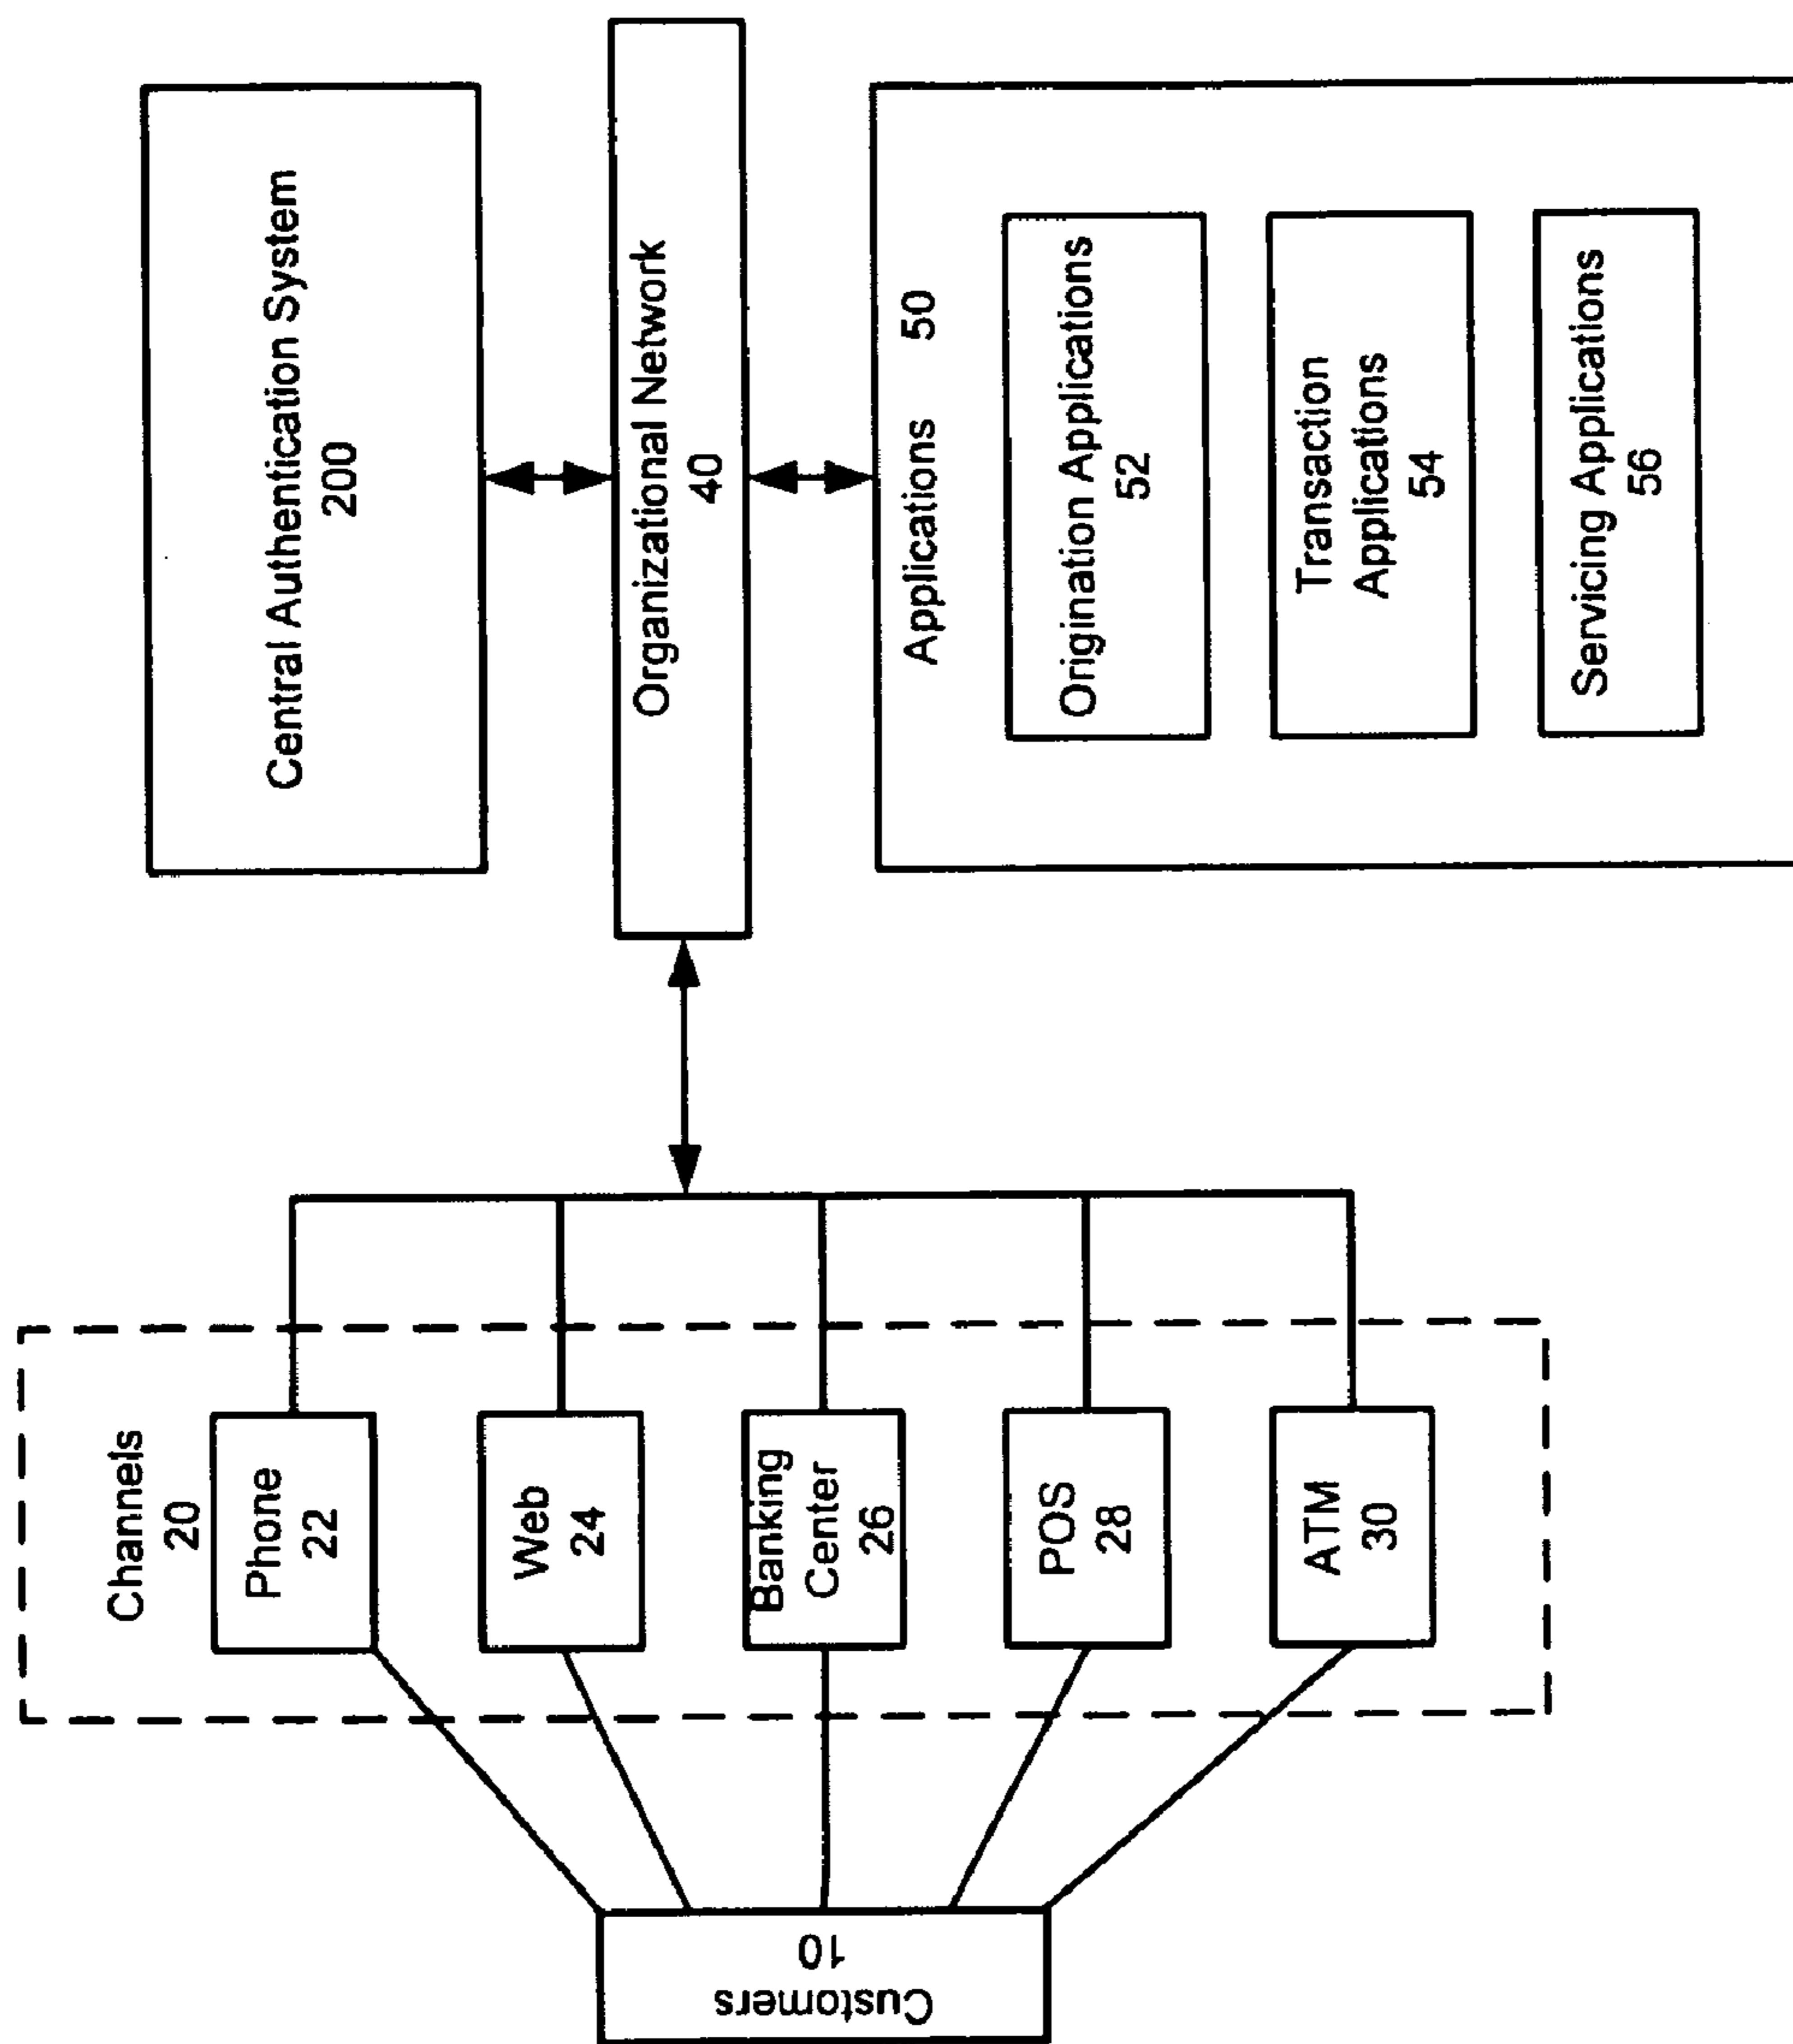 Customers
10
Channels
20
Phone
22
Web
24
Banking
Center
26
POS
28
ATM
30
Central Authentication System
200
Organizational Network
40
Applications 50
Origination Applications
52
Transaction
Applications
54
Servicing Applications
56